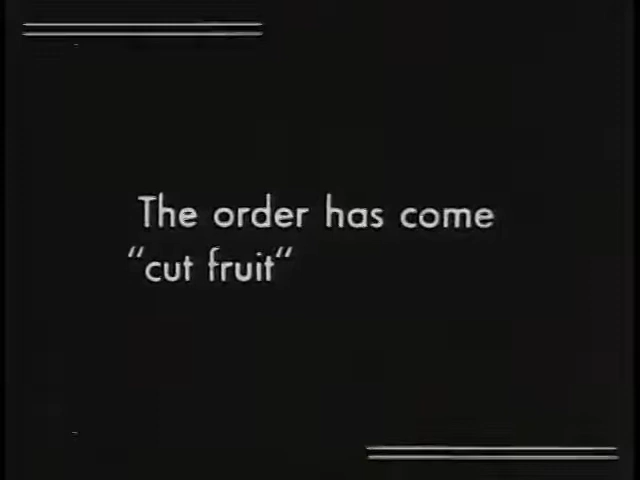 The order has come
“cut fruit“